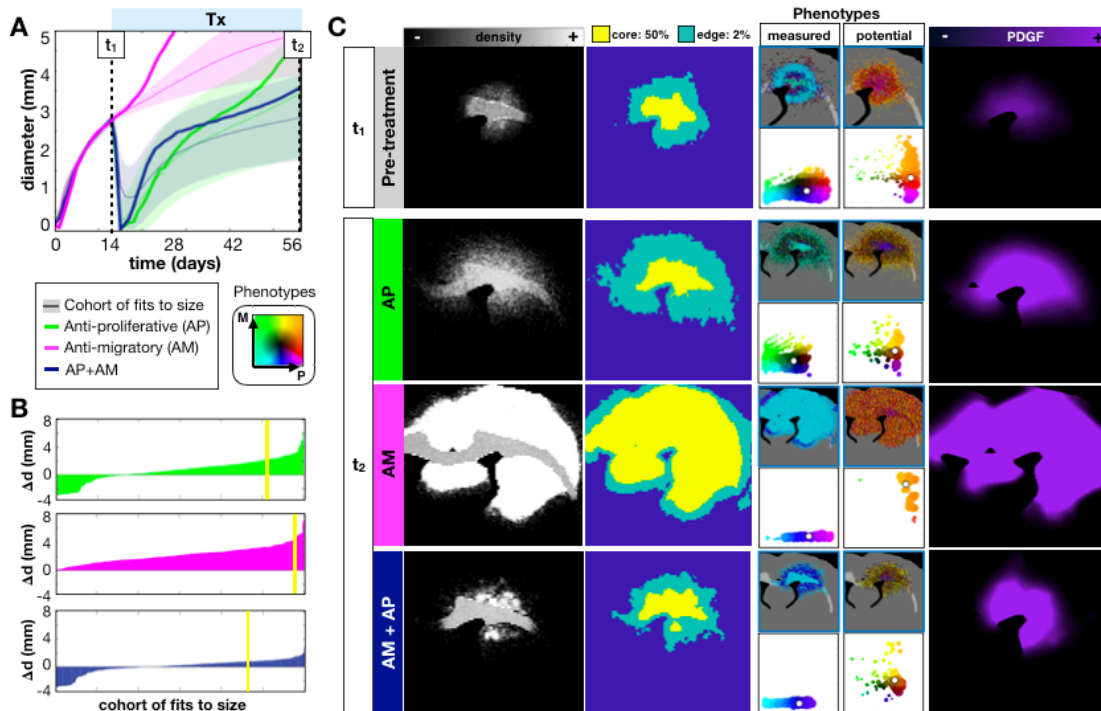 A
Tx
t1
t2
5
4
3
2
1
0
diameter (mm)
0 14 28 42 56
time (days)
Cohort of fits to size
Anti-proliferative (AP)
Anti-migratory (AM)
AP+AM
Phenotypes
M
P
B
8
4
0
-4
Δd (mm)
8
4
0
-4
Δd (mm)
8
4
0
-4
Δd (mm)
cohort of fits to size
C
- density +
core: 50% edge: 2%
Phenotypes
measured potential
- PDGF +
t1
Pre-treatment
t2
AP
AM
AM + AP